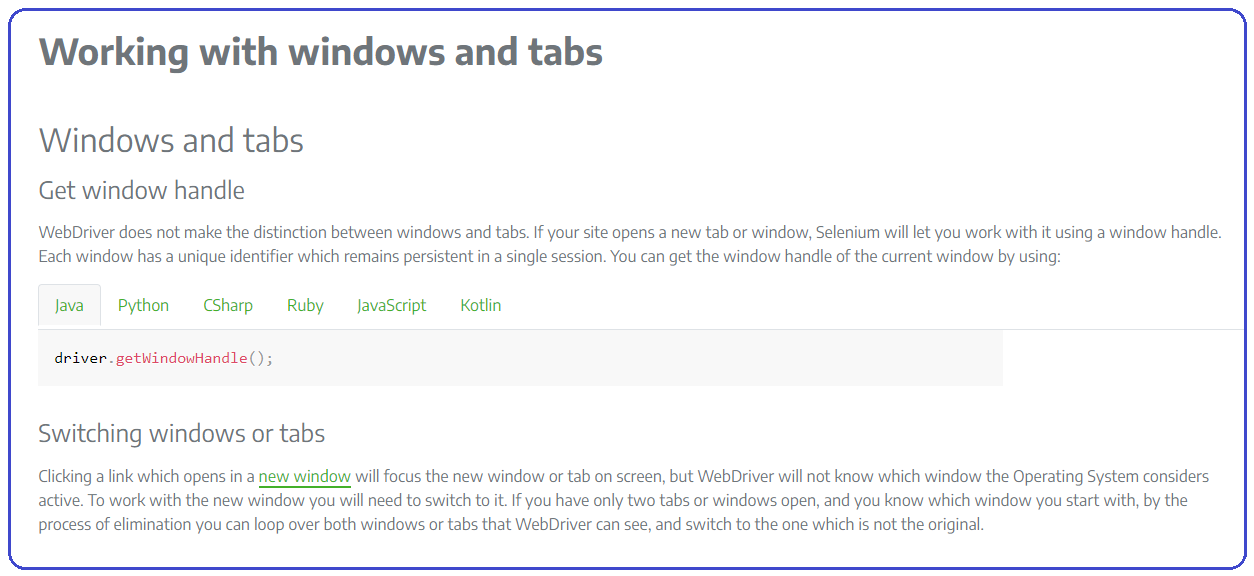 Working with windows and tabs
Windows and tabs
Get window handle
WebDriver does not make the distinction between windows and tabs. If your site opens a new tab or window, Selenium will let you work with it using a window handle.
Each window has a unique identifier which remains persistent in a single session. You can get the window handle of the current window by using:
Java Python CSharp Ruby JavaScript Kotlin
driver.getWindowHandle();
Switching windows or tabs
Clicking a link which opens in a new window will focus the new window or tab on screen, but WebDriver will not know which window the Operating System considers
active. To work with the new window you will need to switch to it. If you have only two tabs or windows open, and you know which window you start with, by the
process of elimination you can loop over both windows or tabs that WebDriver can see, and switch to the one which is not the original.